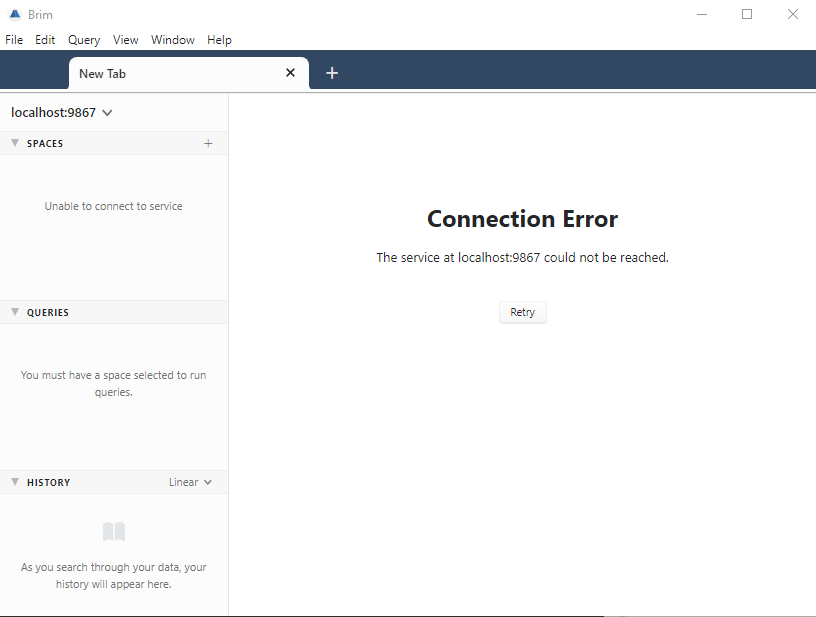 Brim
File Edit Query View Window Help
New Tab
localhost:9867
SPACES
Unable to connect to service
QUERIES
You must have a space selected to run
queries.
HISTORY Linear
As you search through your data, your
history will appear here.
Connection Error
The service at localhost:9867 could not be reached.
Retry